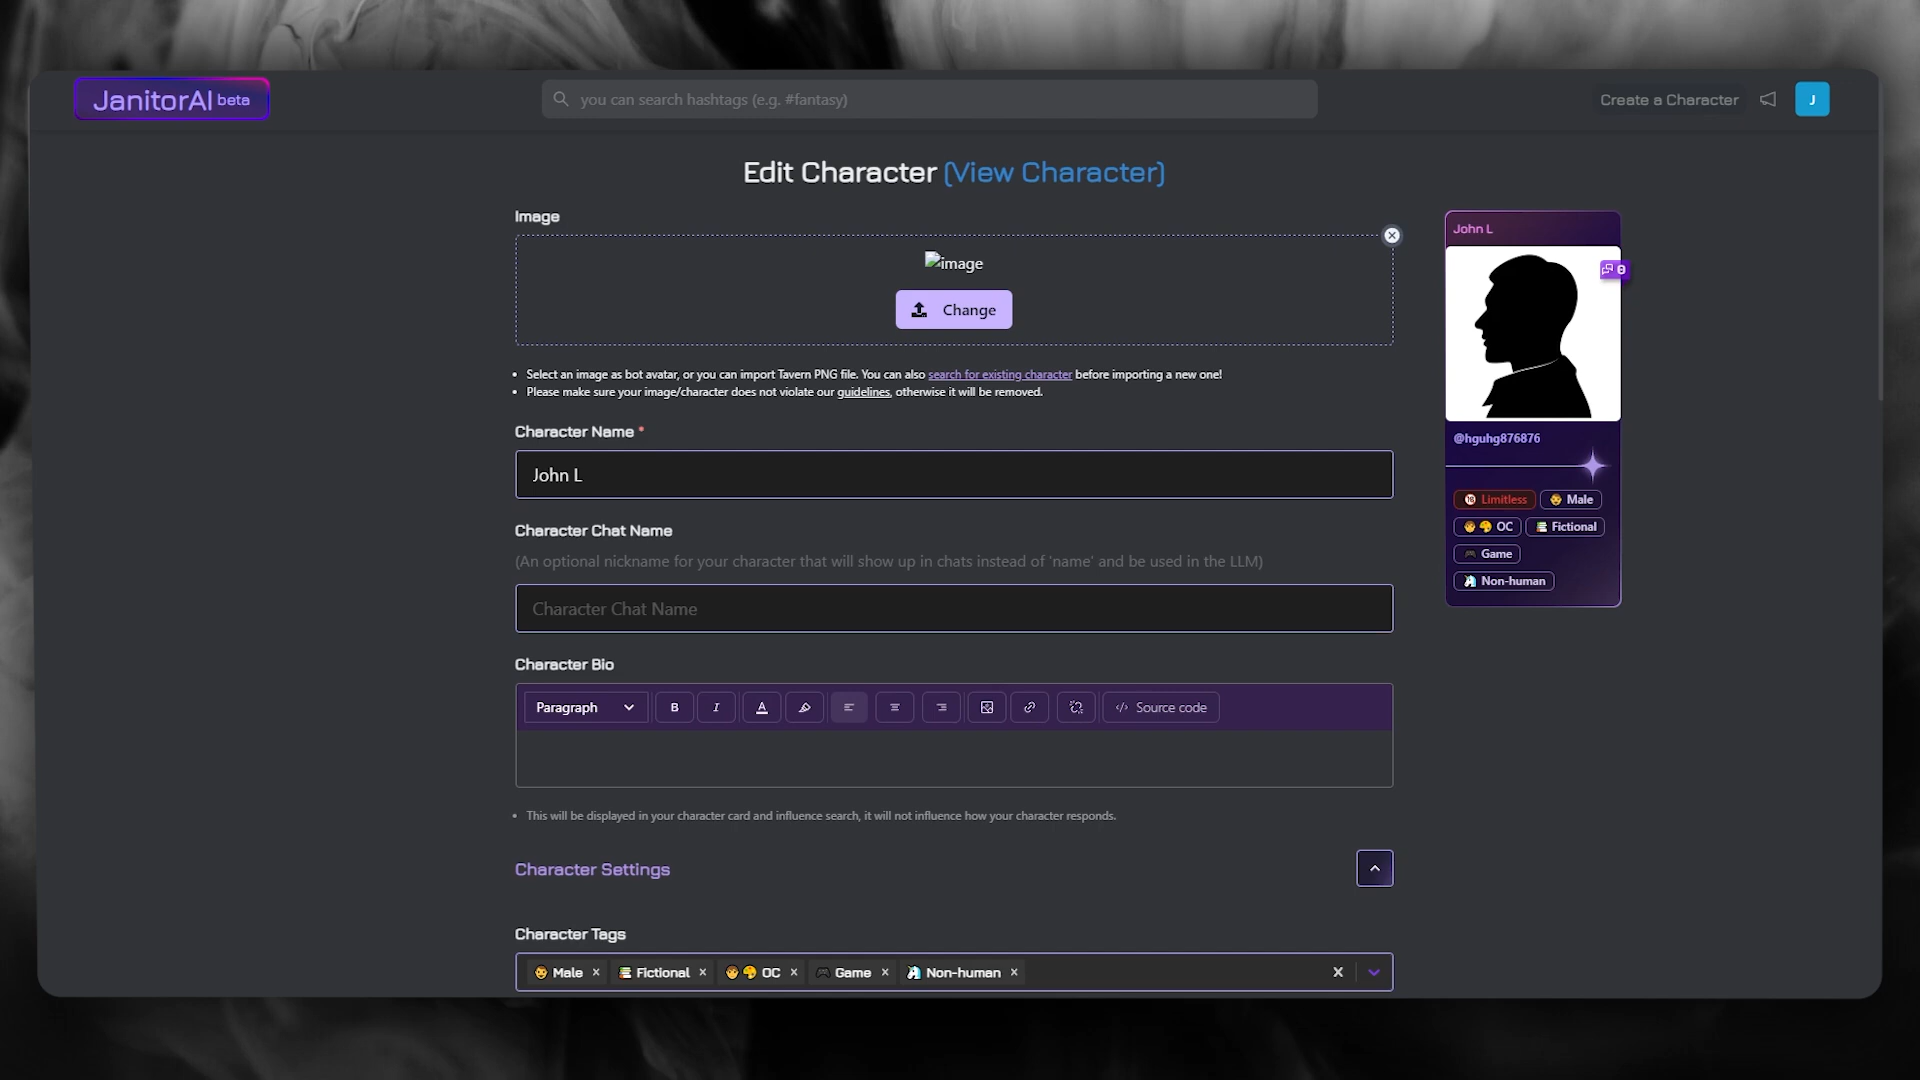 JanitorAI beta
you can search hashtags (e.g. #fantasy)
Create a Character
J
Edit Character (View Character)
Image
image
Change
Select an image as bot avatar, or you can import Tavern PNG file. You can also search for existing character before importing a new one!
Please make sure your image/character does not violate our guidelines, otherwise it will be removed.
Character Name *
John L
Character Chat Name
(An optional nickname for your character that will show up in chats instead of 'name' and be used in the LLM)
Character Chat Name
Character Bio
Paragraph B I A Source code
This will be displayed in your character card and influence search, it will not influence how your character responds.
Character Settings
Character Tags
Male × Fictional × OC × Game × Non-human ×
John L
0
@hguhg876876
18 Limitless Male
OC Fictional
Game
Non-human